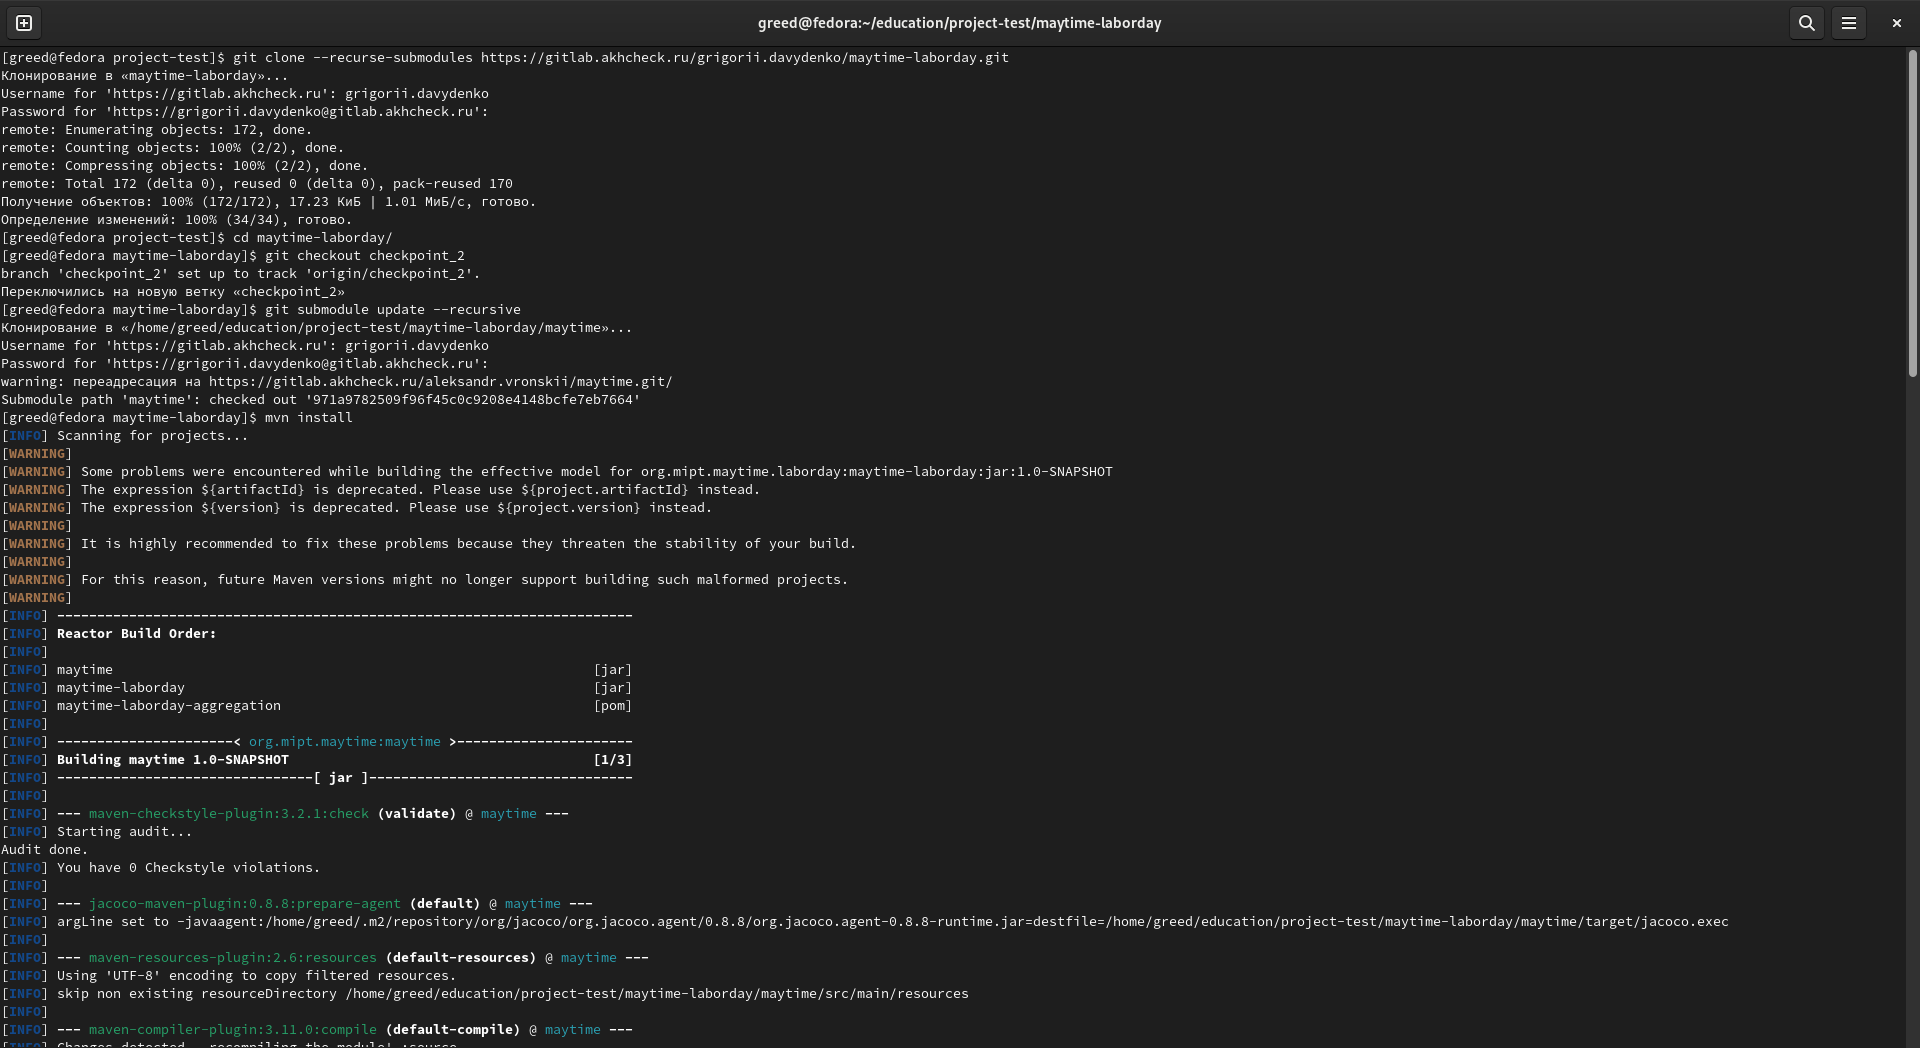 greed@fedora:~/education/project-test/maytime-laborday
[greed@fedora project-test]$ git clone --recurse-submodules https://gitlab.akhcheck.ru/grigorii.davydenko/maytime-laborday.git
Клонирование в «maytime-laborday»...
Username for 'https://gitlab.akhcheck.ru': grigorii.davydenko
Password for 'https://grigorii.davydenko@gitlab.akhcheck.ru':
remote: Enumerating objects: 172, done.
remote: Counting objects: 100% (2/2), done.
remote: Compressing objects: 100% (2/2), done.
remote: Total 172 (delta 0), reused 0 (delta 0), pack-reused 170
Получение объектов: 100% (172/172), 17.23 КиБ | 1.01 МиБ/с, готово.
Определение изменений: 100% (34/34), готово.
[greed@fedora project-test]$ cd maytime-laborday/
[greed@fedora maytime-laborday]$ git checkout checkpoint_2
branch 'checkpoint_2' set up to track 'origin/checkpoint_2'.
Переключились на новую ветку «checkpoint_2»
[greed@fedora maytime-laborday]$ git submodule update --recursive
Клонирование в «/home/greed/education/project-test/maytime-laborday/maytime»...
Username for 'https://gitlab.akhcheck.ru': grigorii.davydenko
Password for 'https://grigorii.davydenko@gitlab.akhcheck.ru':
warning: переадресация на https://gitlab.akhcheck.ru/aleksandr.vronskii/maytime.git/
Submodule path 'maytime': checked out '971a9782509f96f45c0c9208e4148bcfe7eb7664'
[greed@fedora maytime-laborday]$ mvn install
[INFO] Scanning for projects...
[WARNING]
[WARNING] Some problems were encountered while building the effective model for org.mipt.maytime.laborday:maytime-laborday:jar:1.0-SNAPSHOT
[WARNING] The expression ${artifactId} is deprecated. Please use ${project.artifactId} instead.
[WARNING] The expression ${version} is deprecated. Please use ${project.version} instead.
[WARNING]
[WARNING] It is highly recommended to fix these problems because they threaten the stability of your build.
[WARNING]
[WARNING] For this reason, future Maven versions might no longer support building such malformed projects.
[WARNING]
[INFO] ------------------------------------------------------------------------
[INFO] Reactor Build Order:
[INFO]
[INFO] maytime [jar]
[INFO] maytime-laborday [jar]
[INFO] maytime-laborday-aggregation [pom]
[INFO]
[INFO] ----------------------< org.mipt.maytime:maytime >----------------------
[INFO] Building maytime 1.0-SNAPSHOT [1/3]
[INFO] --------------------------------[ jar ]---------------------------------
[INFO]
[INFO] --- maven-checkstyle-plugin:3.2.1:check (validate) @ maytime ---
[INFO] Starting audit...
Audit done.
[INFO] You have 0 Checkstyle violations.
[INFO]
[INFO] --- jacoco-maven-plugin:0.8.8:prepare-agent (default) @ maytime ---
[INFO] argLine set to -javaagent:/home/greed/.m2/repository/org/jacoco/org.jacoco.agent/0.8.8/org.jacoco.agent-0.8.8-runtime.jar=destfile=/home/greed/education/project-test/maytime-laborday/maytime/target/jacoco.exec
[INFO]
[INFO] --- maven-resources-plugin:2.6:resources (default-resources) @ maytime ---
[INFO] Using 'UTF-8' encoding to copy filtered resources.
[INFO] skip non existing resourceDirectory /home/greed/education/project-test/maytime-laborday/maytime/src/main/resources
[INFO]
[INFO] --- maven-compiler-plugin:3.11.0:compile (default-compile) @ maytime ---
[INFO] Changes detected - recompiling the module! :source